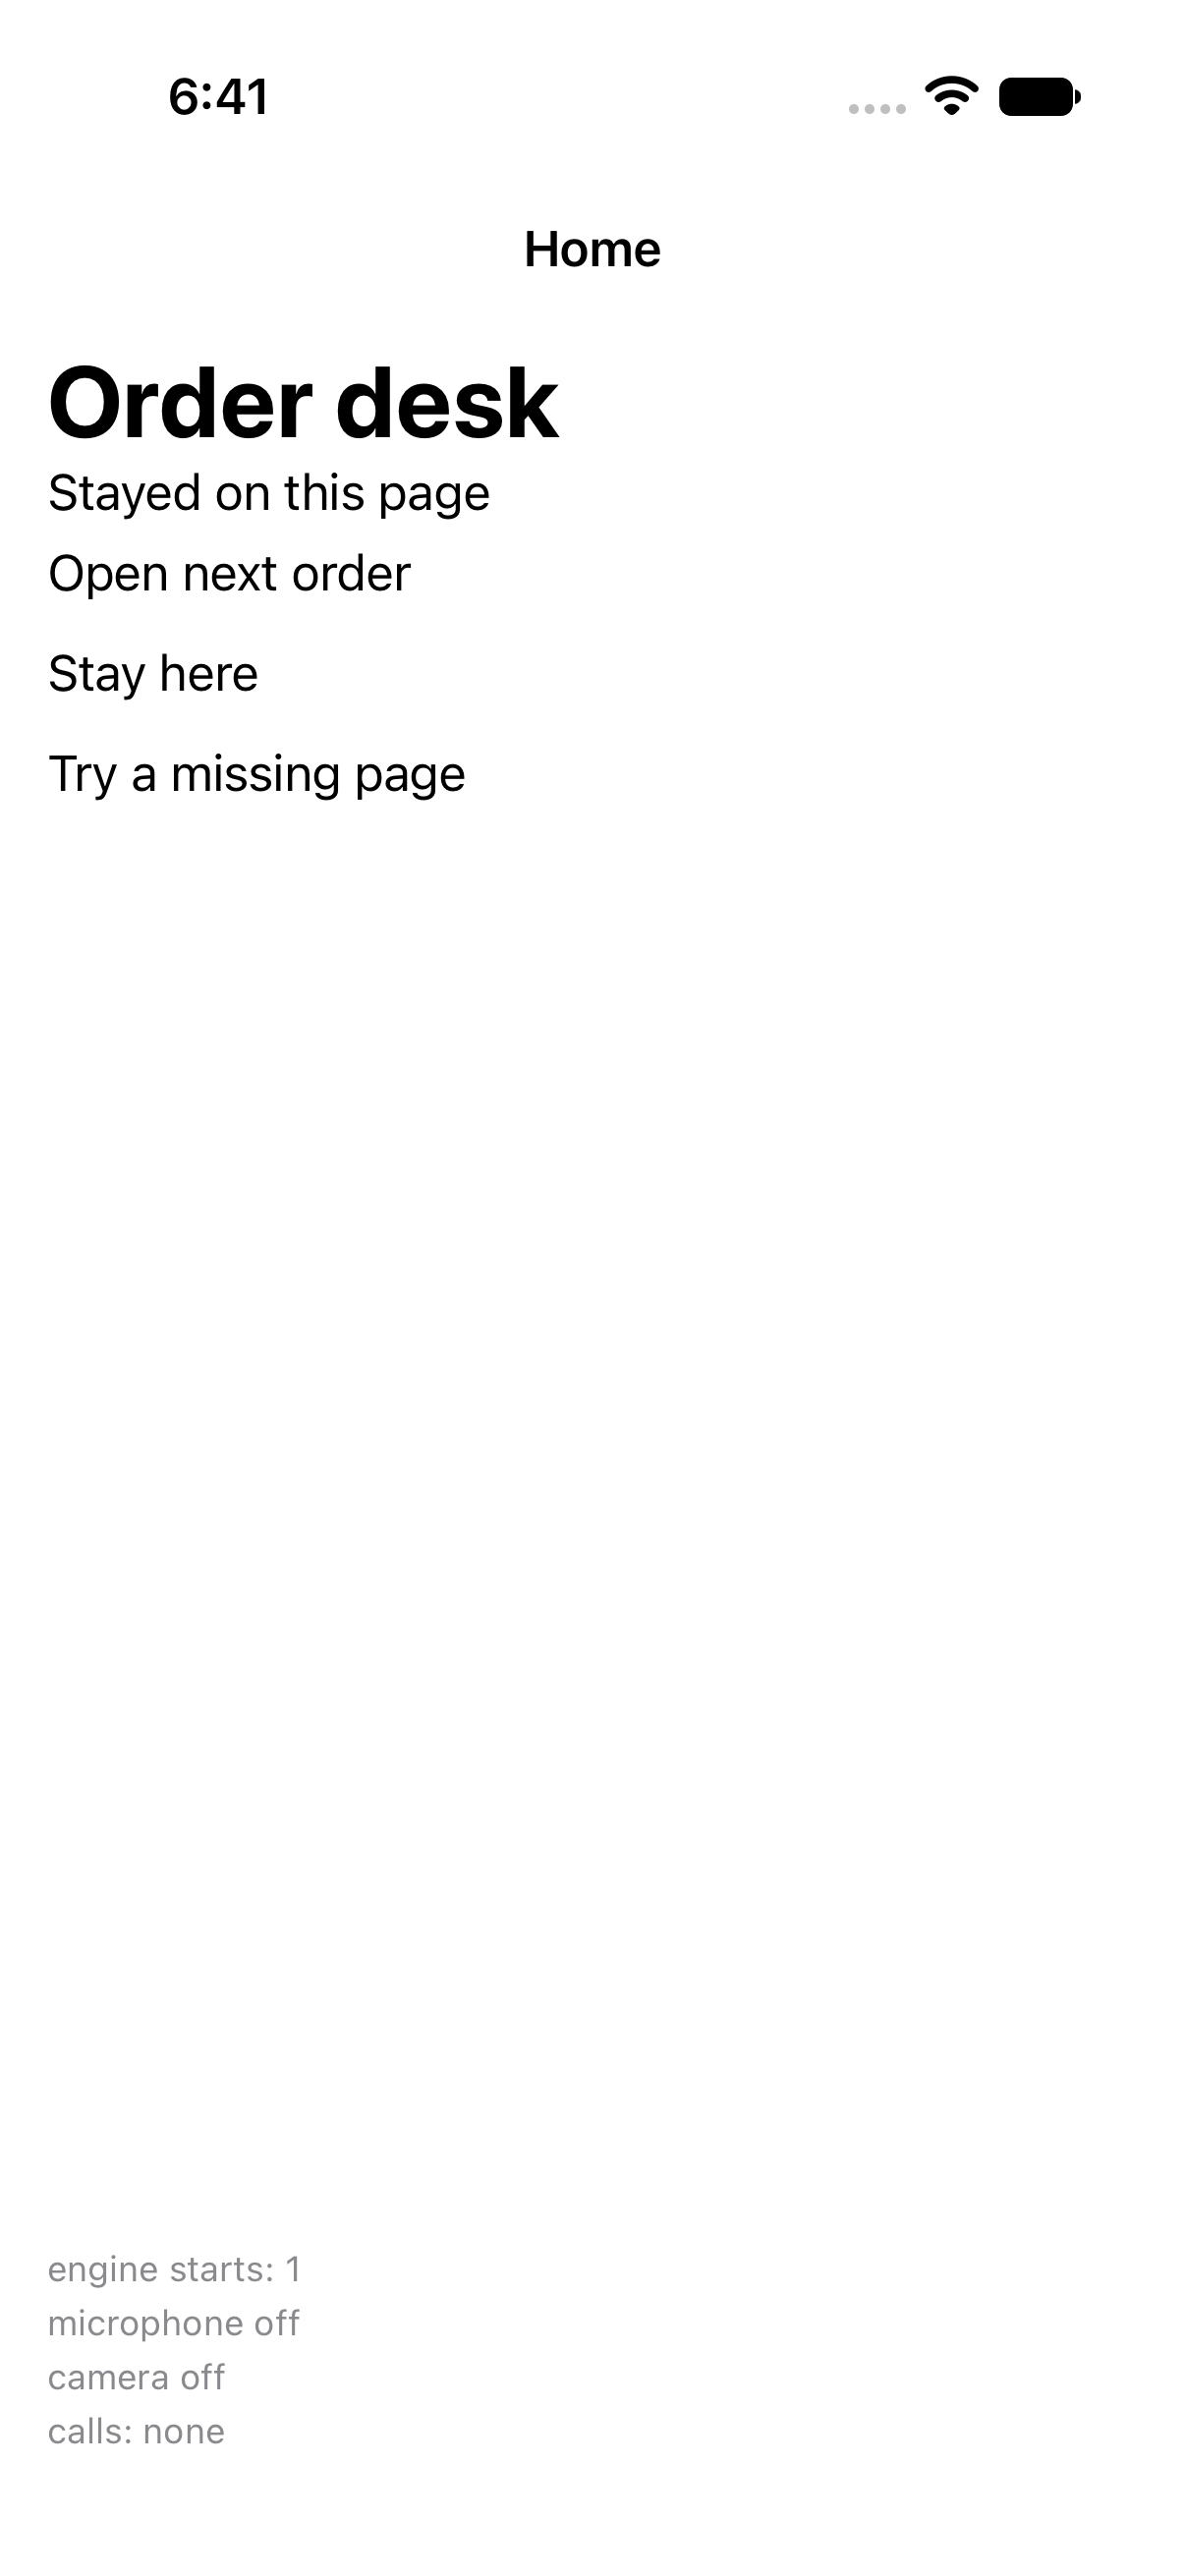 6:41
Home
Order desk
Stayed on this page
Open next order
Stay here
Try a missing page
engine starts: 1
microphone off
camera off
calls: none